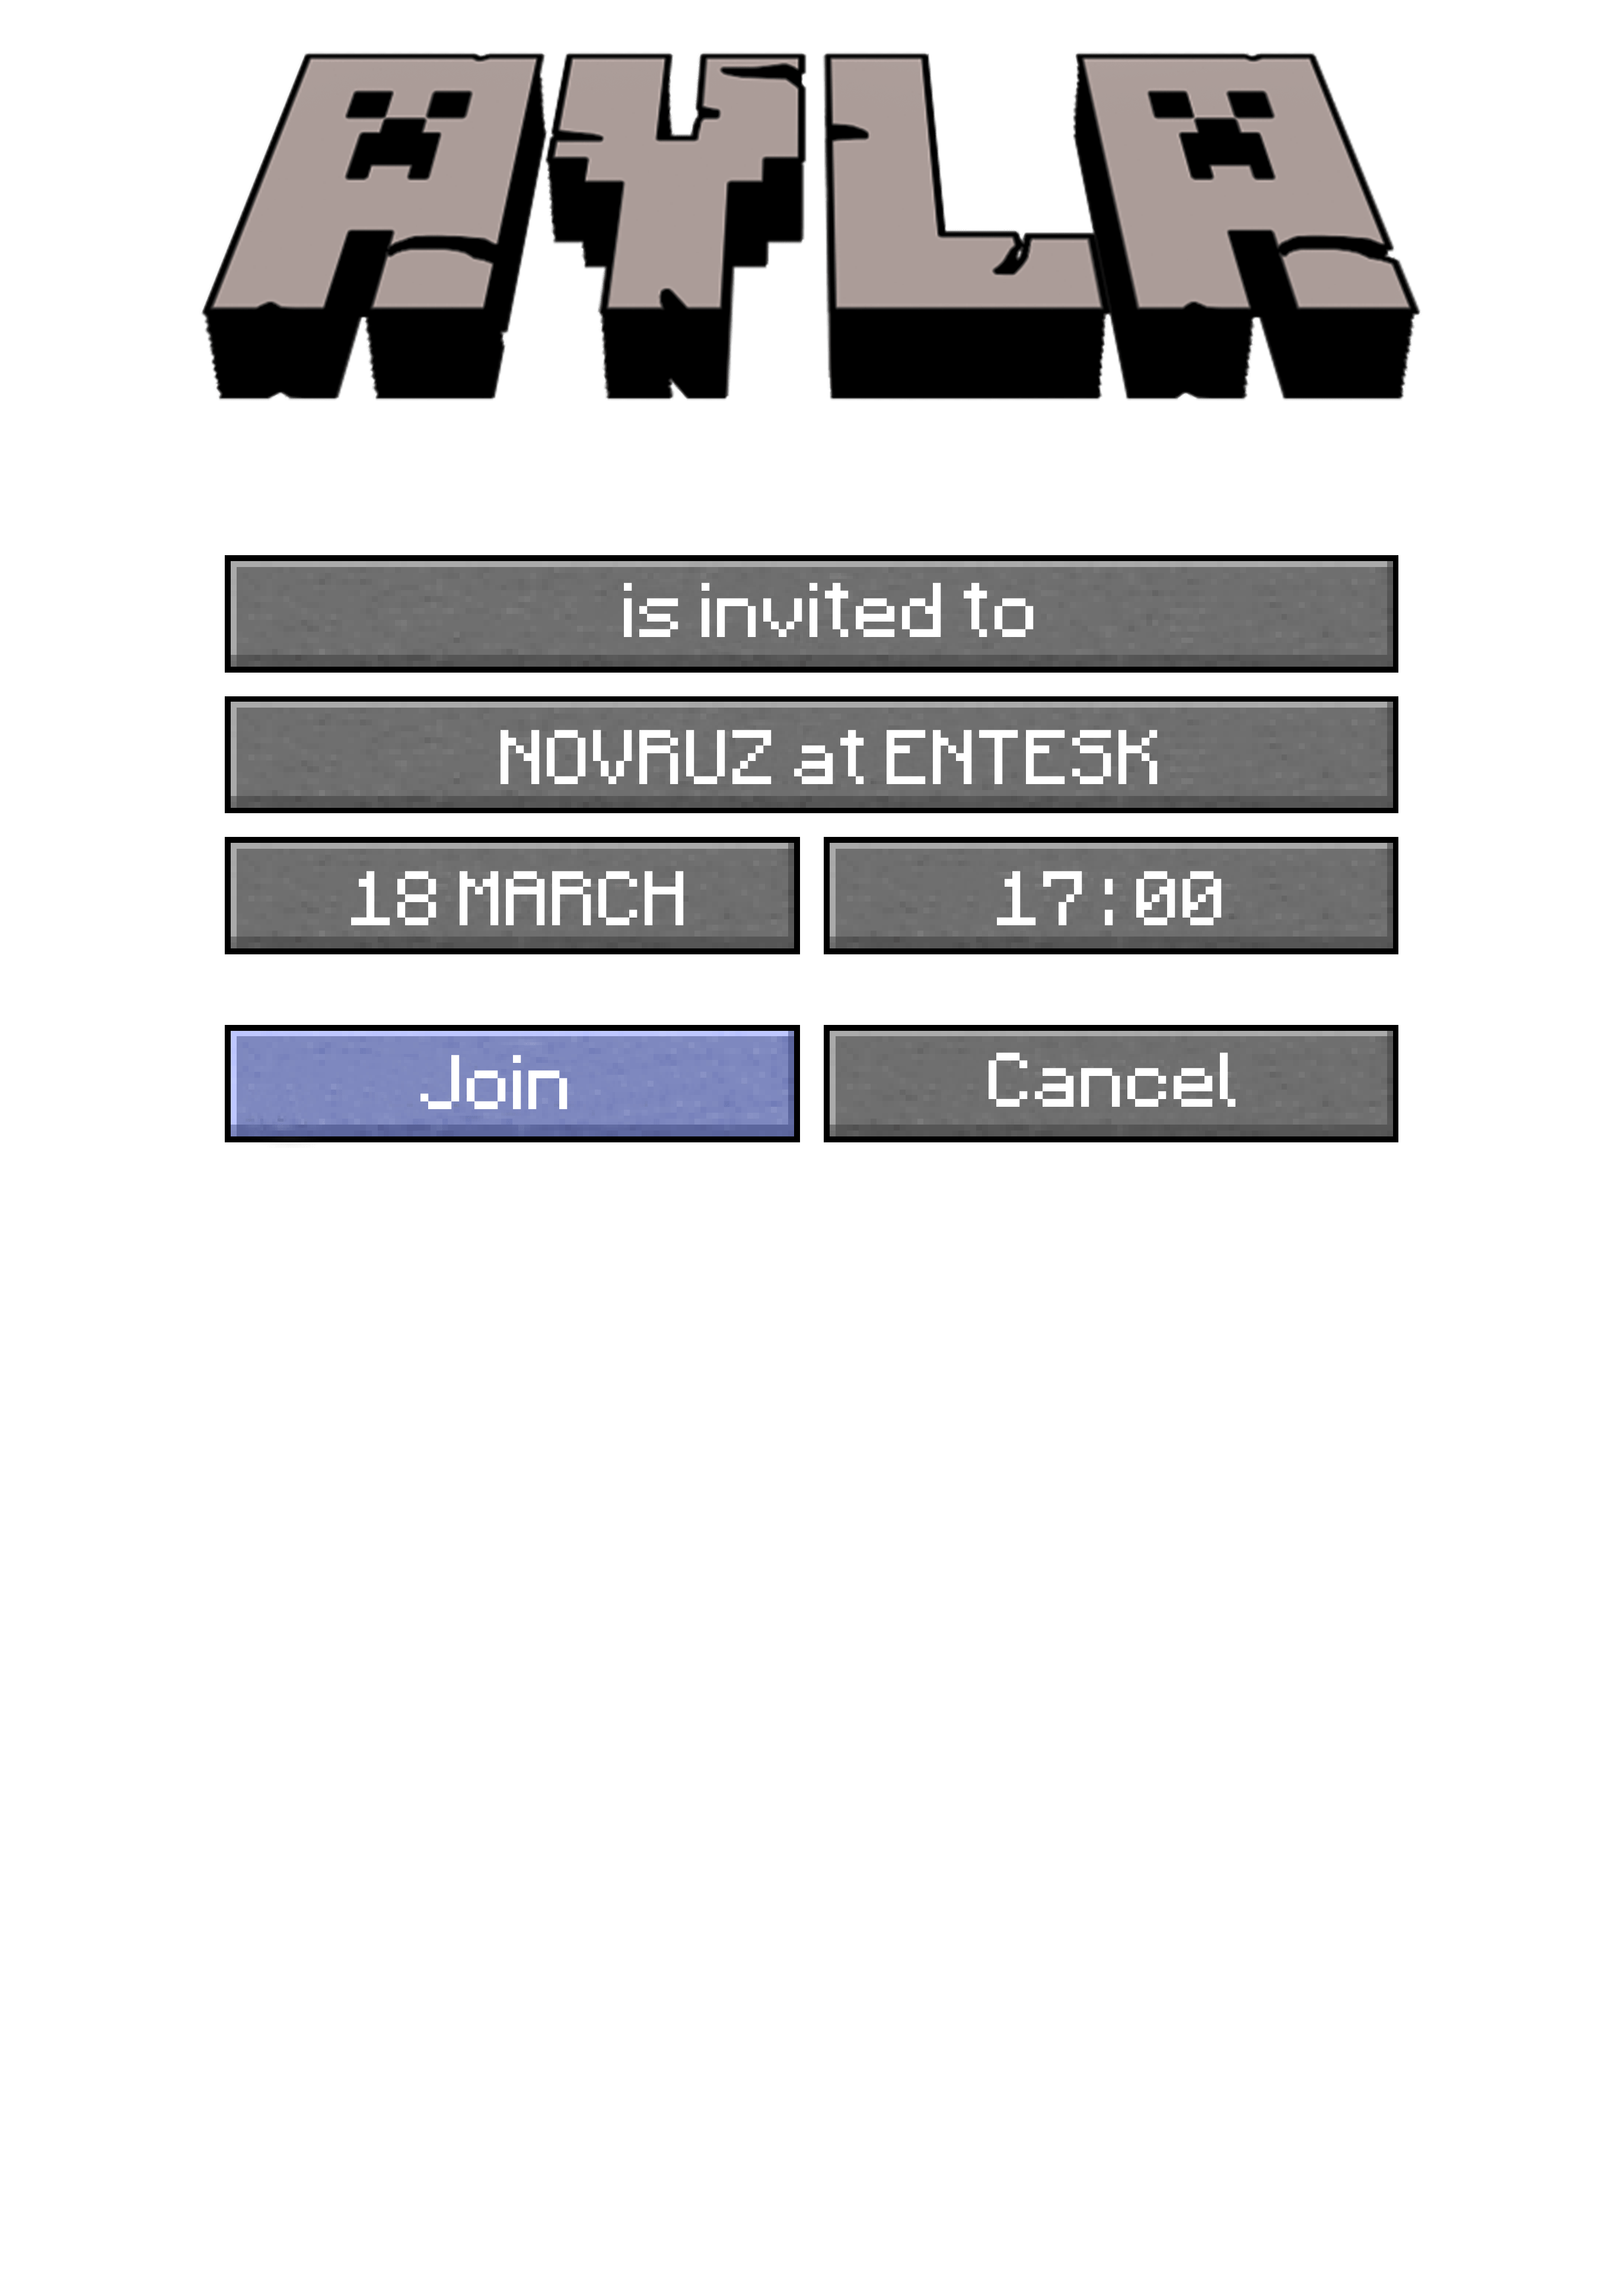 AYLA
is invited to
NOVRUZ at ENTESK
18 MARCH
17:00
Join
Cancel